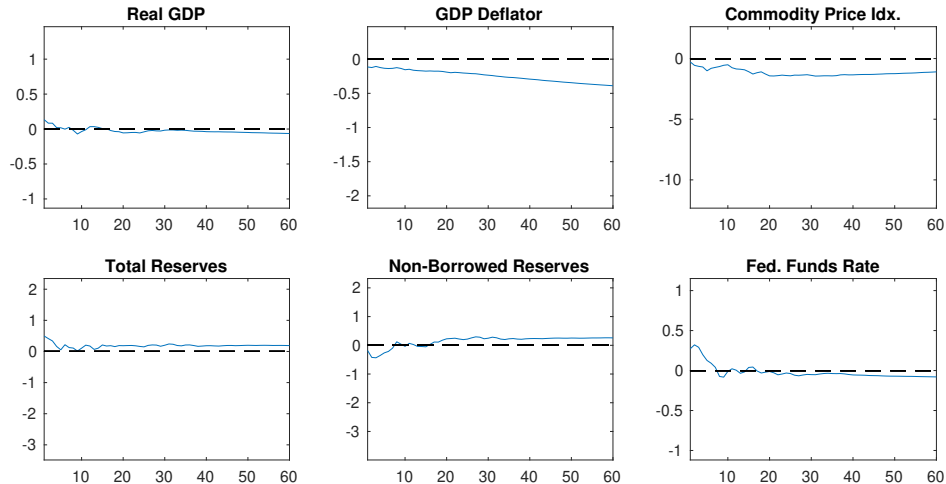 Real GDP
1
0.5
0
-0.5
-1
10 20 30 40 50 60
GDP Deflator
0
-0.5
-1
-1.5
-2
10 20 30 40 50 60
Commodity Price Idx.
0
-5
-10
10 20 30 40 50 60
Total Reserves
2
1
0
-1
-2
-3
10 20 30 40 50 60
Non-Borrowed Reserves
2
1
0
-1
-2
-3
10 20 30 40 50 60
Fed. Funds Rate
1
0.5
0
-0.5
-1
10 20 30 40 50 60